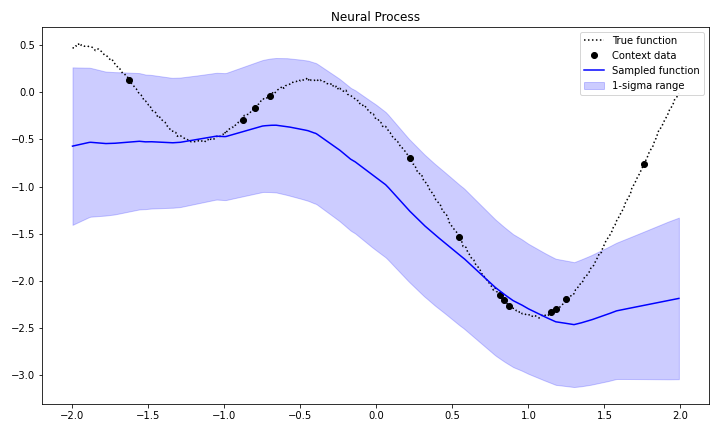 Neural Process
True function
Context data
Sampled function
1-sigma range
0.5
0.0
−0.5
−1.0
−1.5
−2.0
−2.5
−3.0
−2.0 −1.5 −1.0 −0.5 0.0 0.5 1.0 1.5 2.0